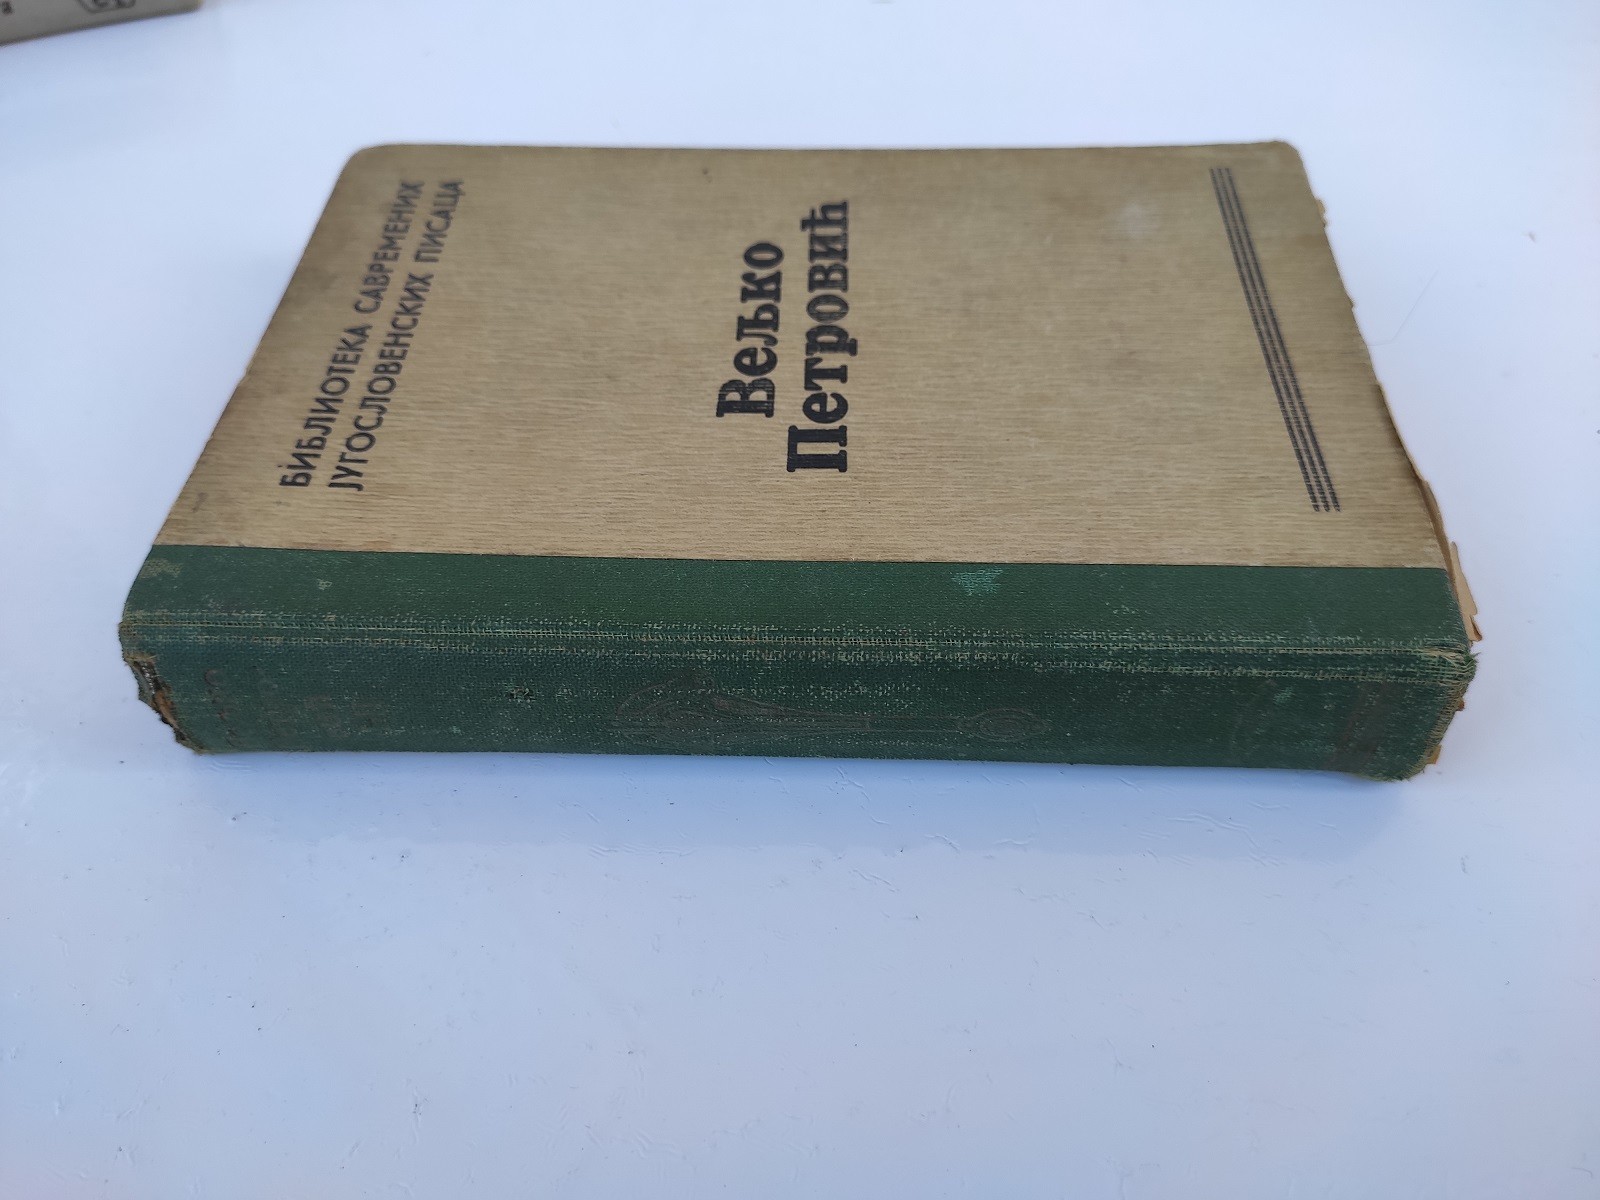 БИБЛИОТЕКА САВРЕМЕНИХ
ЈУГОСЛОВЕНСКИХ ПИСАЦА
Вељко
Петровић